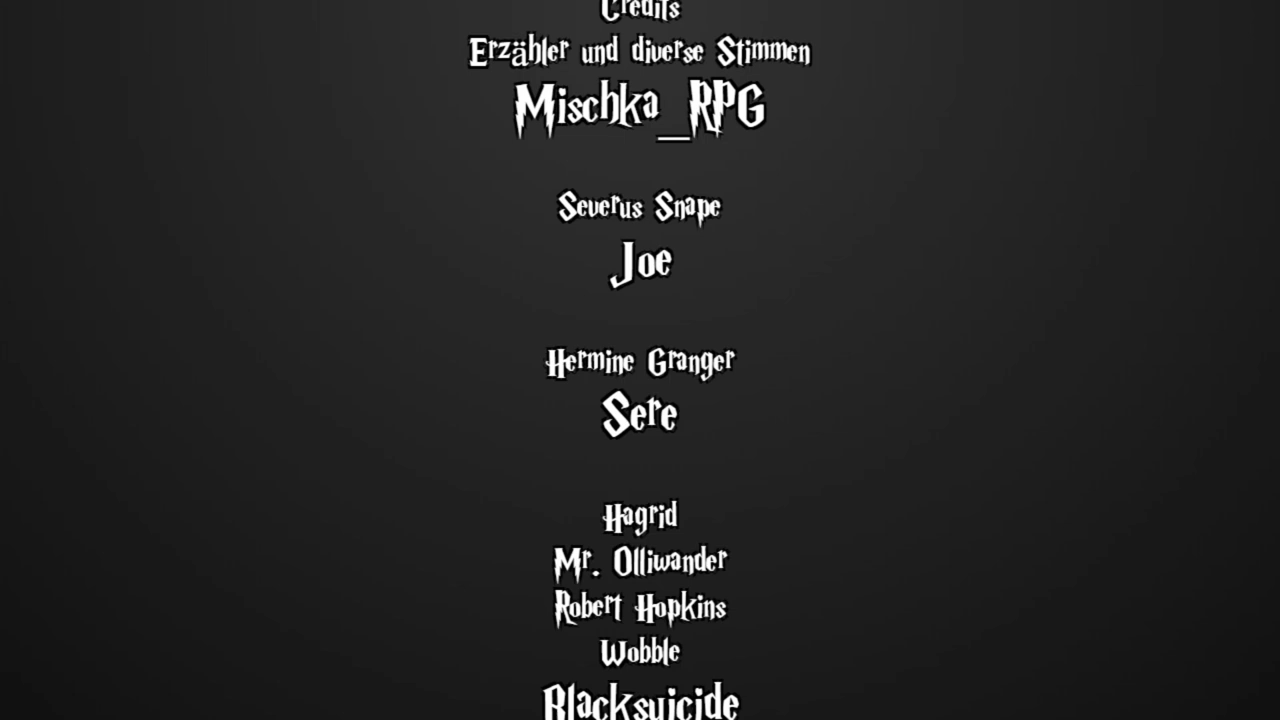 Credits
Erzähler und diverse Stimmen
Mischka_RPG
Severus Snape
Joe
Hermine Granger
Sere
Hagrid
Mr. Olliwander
Robert Hopkins
Wobble
Blacksuicide